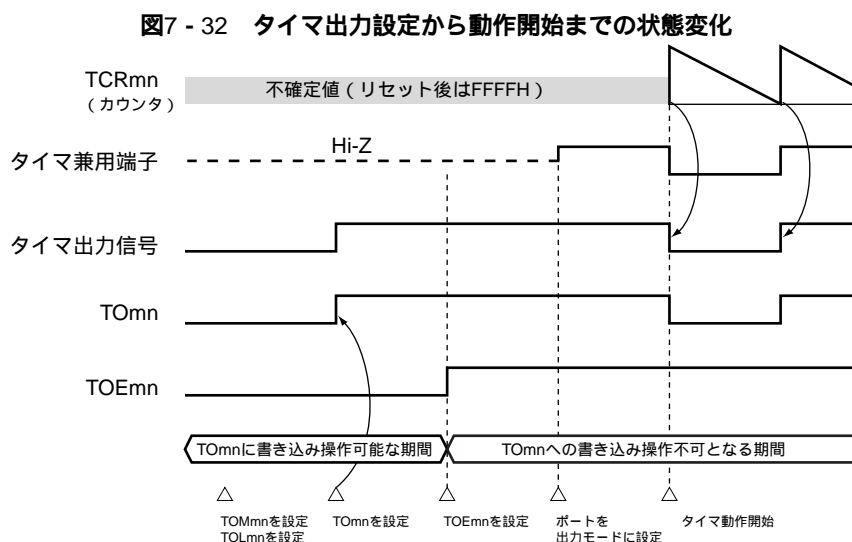 図7 - 32　タイマ出力設定から動作開始までの状態変化
TCRmn
（カウンタ）
不確定値（リセット後はFFFFH）
Hi-Z
タイマ兼用端子
タイマ出力信号
TOmn
TOEmn
TOmnに書き込み操作可能な期間
TOmnへの書き込み操作不可となる期間
TOMmnを設定
TOLmnを設定
TOmnを設定
TOEmnを設定
ポートを
出力モードに設定
タイマ動作開始